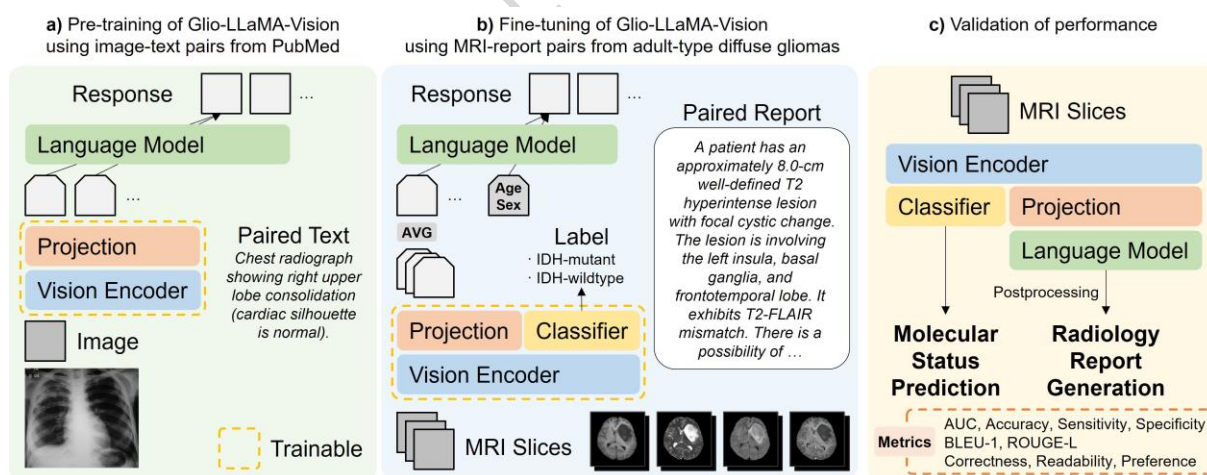 a) Pre-training of Glio-LLaMA-Vision
using image-text pairs from PubMed
Response
...
Language Model
...
Projection
Vision Encoder
Paired Text
Chest radiograph
showing right upper
lobe consolidation
(cardiac silhouette
is normal).
Image
Trainable
b) Fine-tuning of Glio-LLaMA-Vision
using MRI-report pairs from adult-type diffuse gliomas
Response
...
Language Model
...
Age
Sex
AVG
Label
· IDH-mutant
· IDH-wildtype
Projection
Classifier
Vision Encoder
MRI Slices
Paired Report
A patient has an
approximately 8.0-cm
well-defined T2
hyperintense lesion
with focal cystic change.
The lesion is involving
the left insula, basal
ganglia, and
frontotemporal lobe. It
exhibits T2-FLAIR
mismatch. There is a
possibility of ...
c) Validation of performance
MRI Slices
Vision Encoder
Classifier
Projection
Language Model
Postprocessing
Molecular
Status
Prediction
Radiology
Report
Generation
Metrics
AUC, Accuracy, Sensitivity, Specificity
BLEU-1, ROUGE-L
Correctness, Readability, Preference